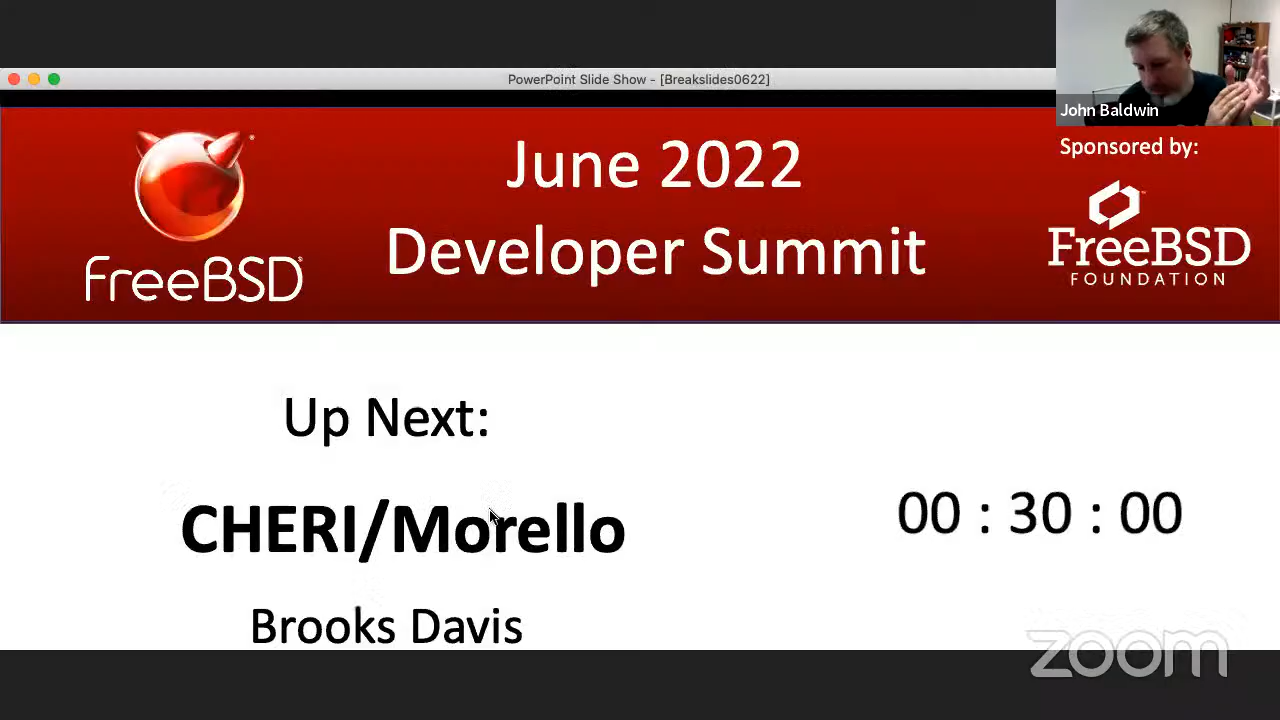 PowerPoint Slide Show - [Breakslides0622]
John Baldwin
FreeBSD
June 2022
Developer Summit
Sponsored by:
FreeBSD
FOUNDATION
Up Next:
CHERI/Morello
Brooks Davis
00 : 30 : 00
zoom